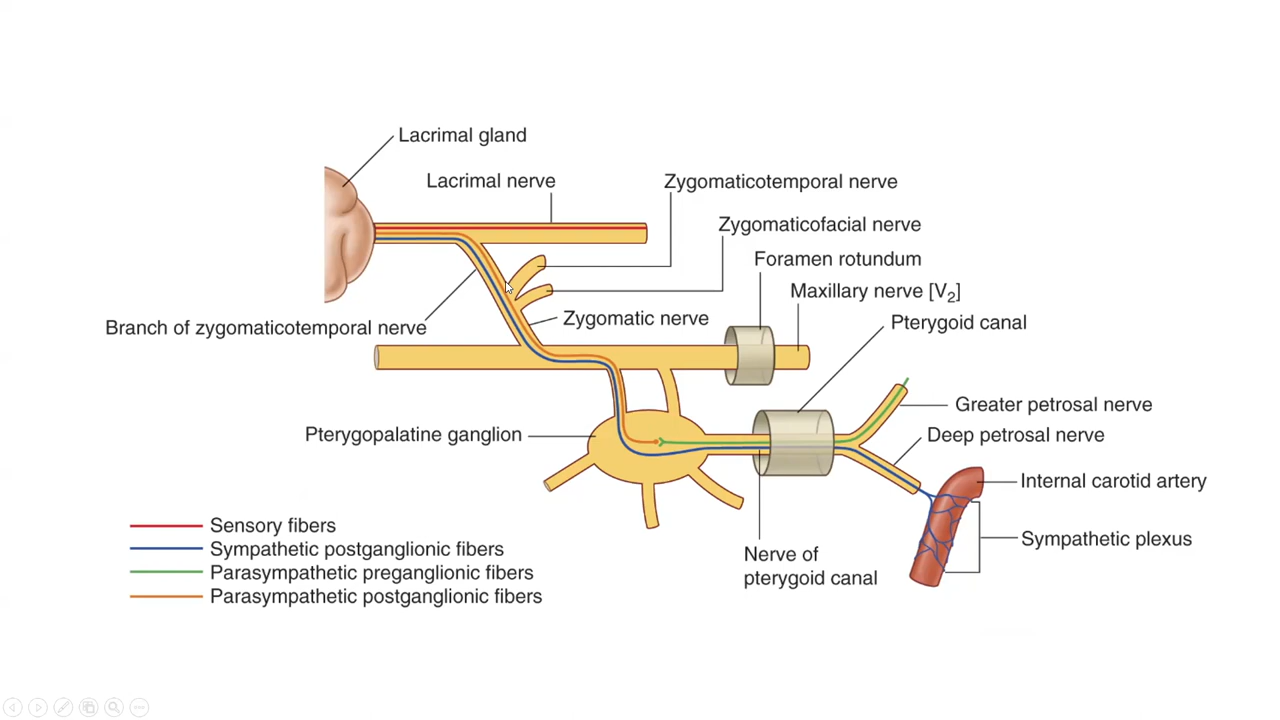 Lacrimal gland
Lacrimal nerve
Zygomaticotemporal nerve
Zygomaticofacial nerve
Foramen rotundum
Maxillary nerve [V2]
Pterygoid canal
Branch of zygomaticotemporal nerve
Zygomatic nerve
Greater petrosal nerve
Pterygopalatine ganglion
Deep petrosal nerve
Internal carotid artery
Sympathetic plexus
Nerve of
pterygoid canal
Sensory fibers
Sympathetic postganglionic fibers
Parasympathetic preganglionic fibers
Parasympathetic postganglionic fibers